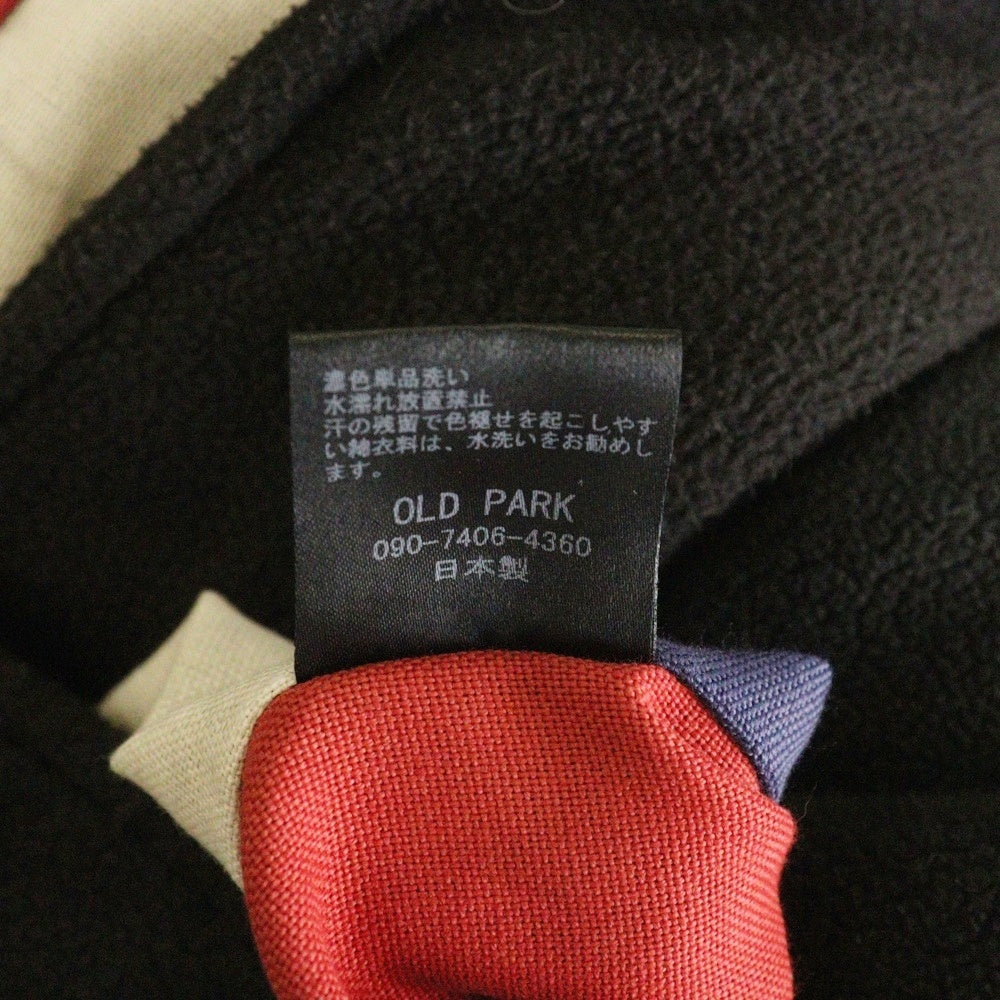 濃色単品洗い
水濡れ放置禁止
汗の残留で色褪せを起こしやす
い綿衣料は、水洗いをお勧めし
ます。
OLD PARK
090-7406-4360
日本製